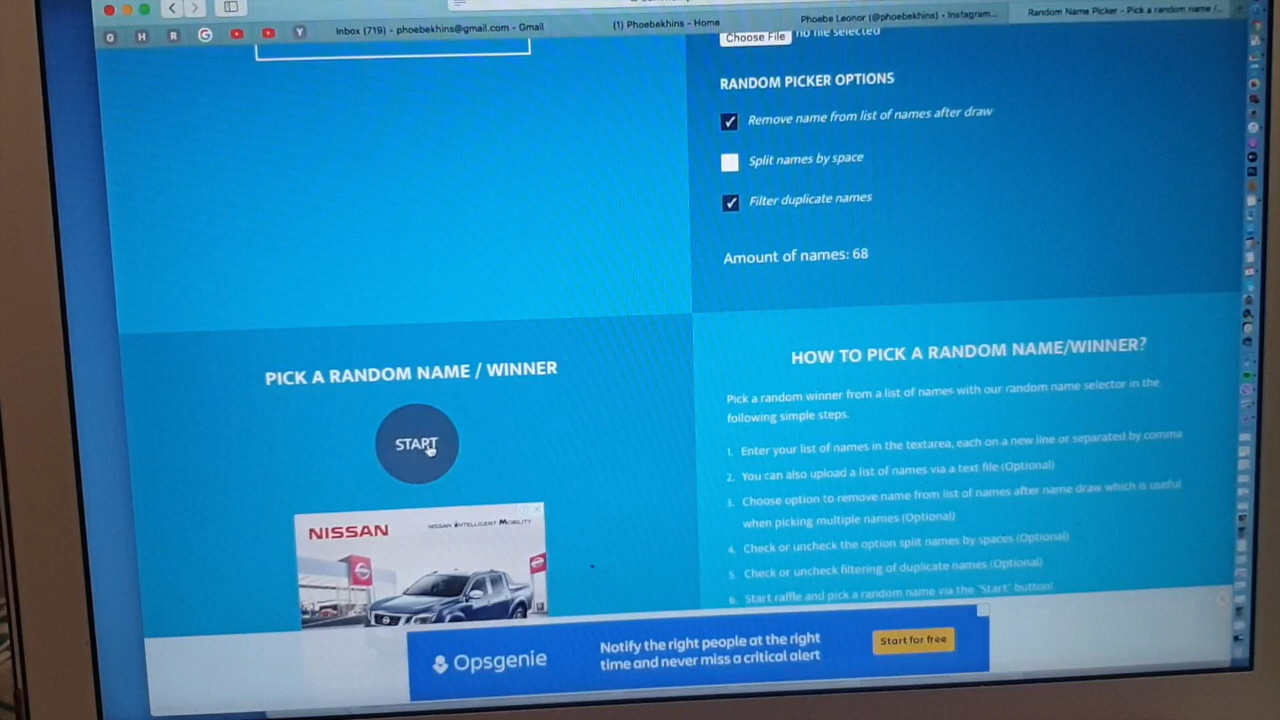 Inbox (719) - phoebekhins@gmail.com - Gmail
(1) Phoebekhins - Home
Phoebe Leonor (@phoebekhins) • Instagram...
Random Name Picker - Pick a random name /...
G
H
R
G
Y
Choose File no file selected
RANDOM PICKER OPTIONS
Remove name from list of names after draw
Split names by space
Filter duplicate names
Amount of names: 68
PICK A RANDOM NAME / WINNER
START
NISSAN
NISSAN INTELLIGENT MOBILITY
HOW TO PICK A RANDOM NAME/WINNER?
Pick a random winner from a list of names with our random name selector in the
following simple steps.
1. Enter your list of names in the textarea, each on a new line or separated by comma
2. You can also upload a list of names via a text file (Optional)
3. Choose option to remove name from list of names after name draw which is useful
when picking multiple names (Optional)
4. Check or uncheck the option split names by spaces (Optional)
5. Check or uncheck filtering of duplicate names (Optional)
6. Start raffle and pick a random name via the "Start" button!
Opsgenie
Notify the right people at the right
time and never miss a critical alert
Start for free